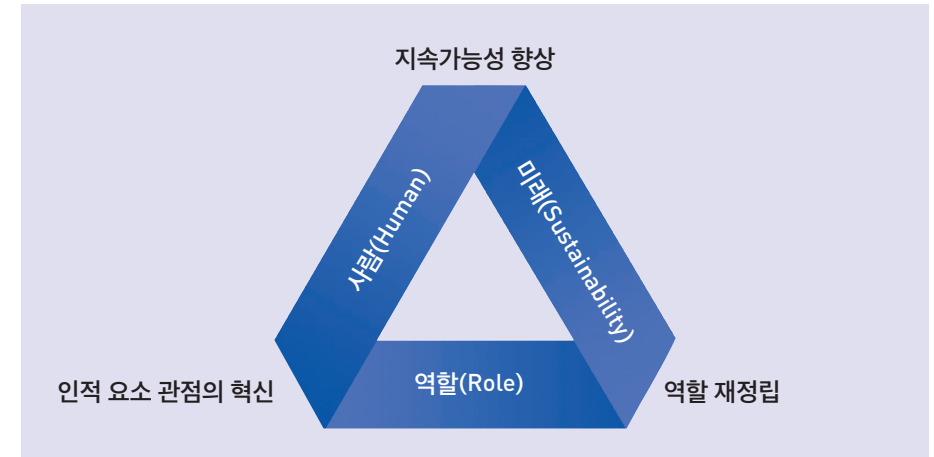 지속가능성 향상
사람(Human)
미래(Sustainability)
역할(Role)
인적 요소 관점의 혁신
역할 재정립